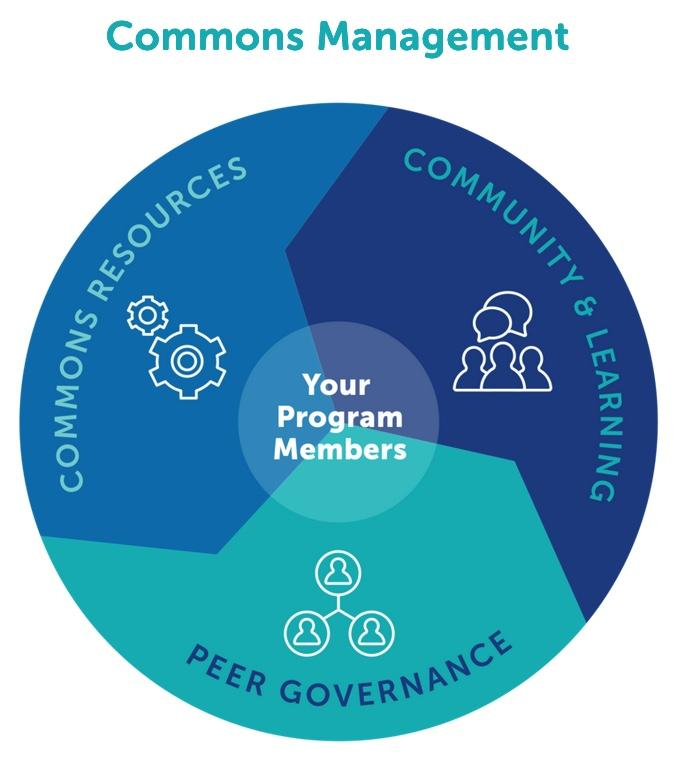 Commons Management
COMMONS RESOURCES
COMMUNITY & LEARNING
Your
Program
Members
PEER GOVERNANCE